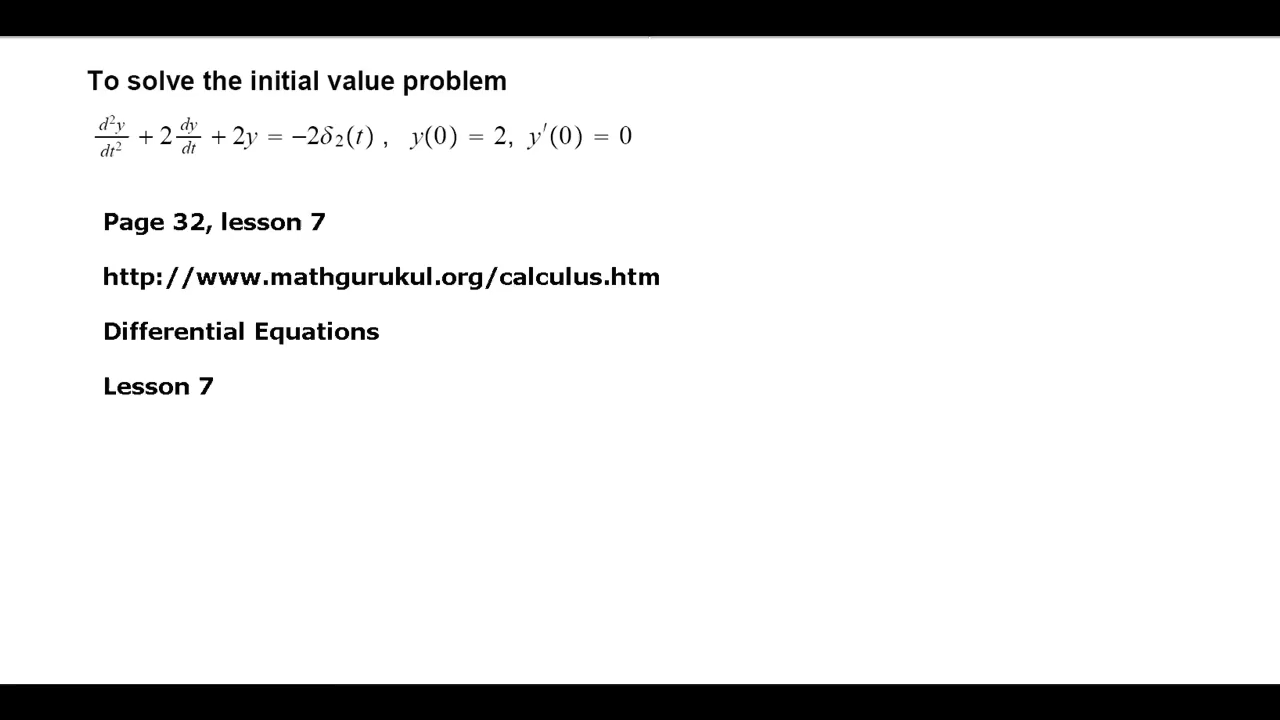 To solve the initial value problem
d²y/dt² + 2 dy/dt + 2y = −2δ₂(t) , y(0) = 2, y′(0) = 0
Page 32, lesson 7
http://www.mathgurukul.org/calculus.htm
Differential Equations
Lesson 7